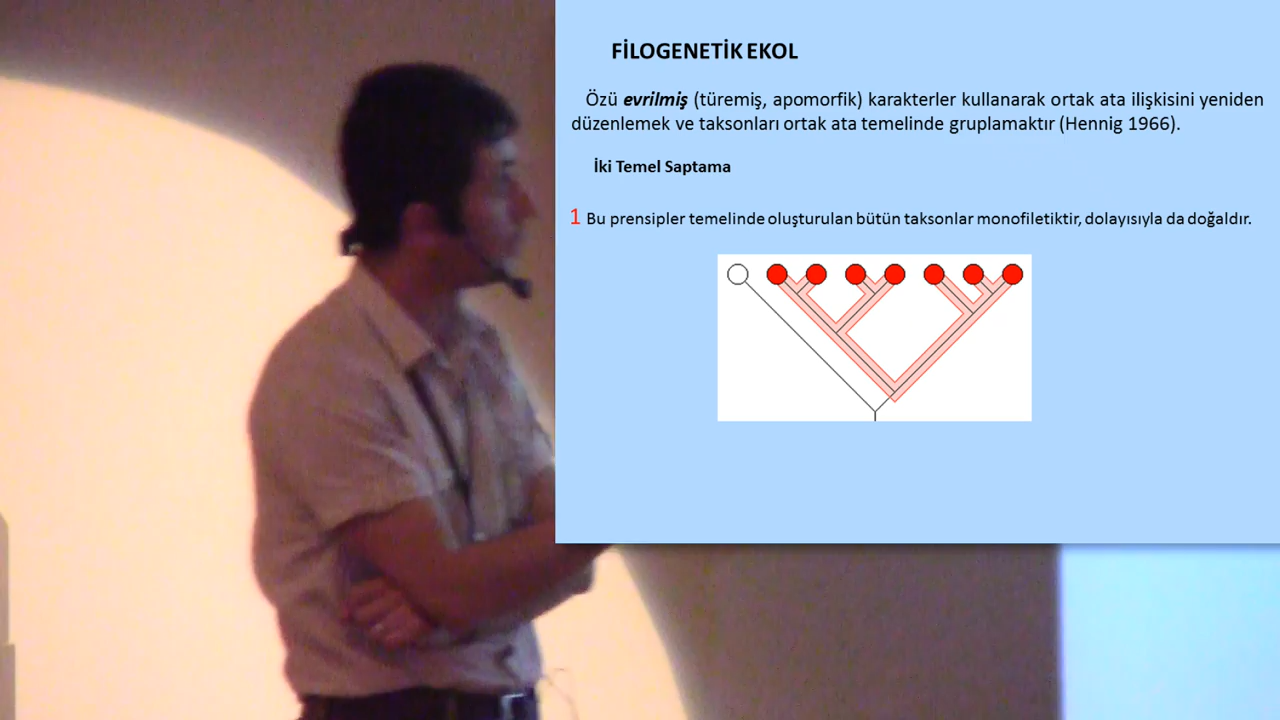 FİLOGENETİK EKOL
Özü evrilmiş (türemiş, apomorfik) karakterler kullanarak ortak ata ilişkisini yeniden
düzenlemek ve taksonları ortak ata temelinde gruplamaktır (Hennig 1966).
İki Temel Saptama
1 Bu prensipler temelinde oluşturulan bütün taksonlar monofiletiktir, dolayısıyla da doğaldır.